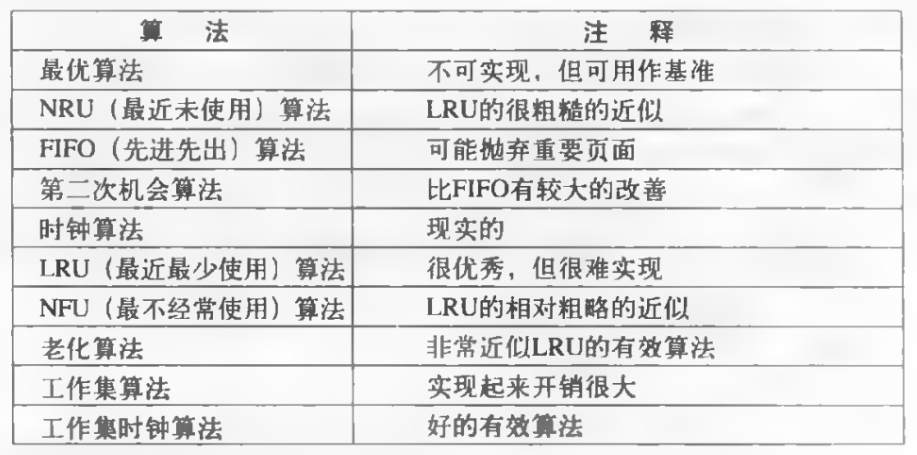 算 法 注 释
最优算法 不可实现，但可用作基准
NRU（最近未使用）算法 LRU的很粗糙的近似
FIFO（先进先出）算法 可能抛弃重要页面
第二次机会算法 比FIFO有较大的改善
时钟算法 现实的
LRU（最近最少使用）算法 很优秀，但很难实现
NFU（最不经常使用）算法 LRU的相对粗略的近似
老化算法 非常近似LRU的有效算法
工作集算法 实现起来开销很大
工作集时钟算法 好的有效算法